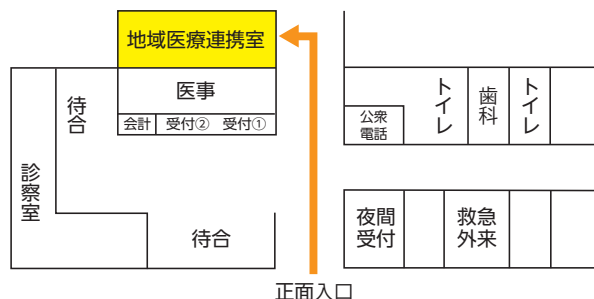 地域医療連携室
医事
会計 受付② 受付①
待合
診察室
待合
公衆
電話
トイレ
歯科
トイレ
夜間
受付
救急
外来
正面入口